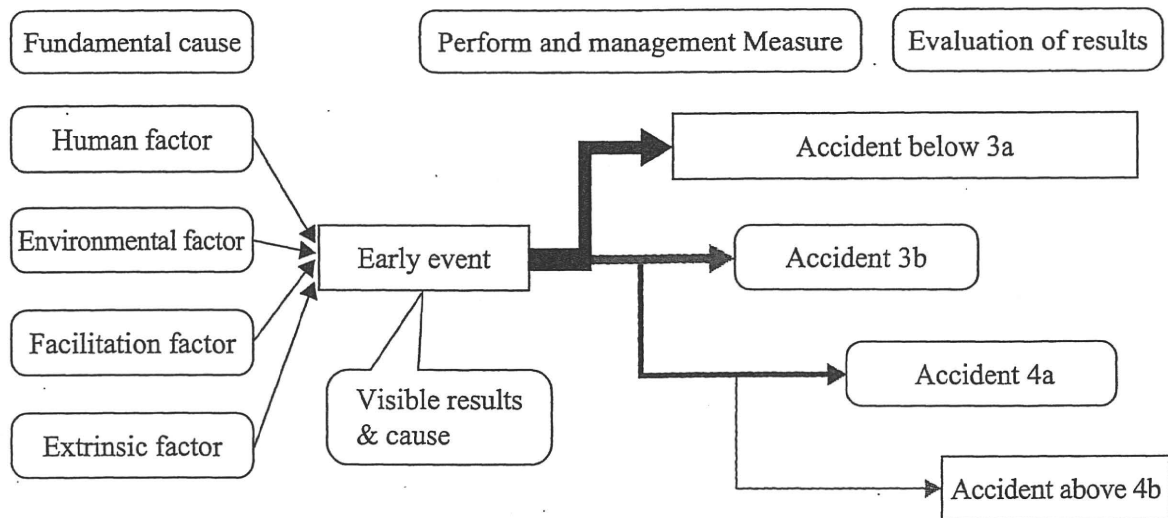 Fundamental cause
Perform and management Measure
Evaluation of results
Human factor
Environmental factor
Facilitation factor
Extrinsic factor
Early event
Visible results
& cause
Accident below 3a
Accident 3b
Accident 4a
Accident above 4b